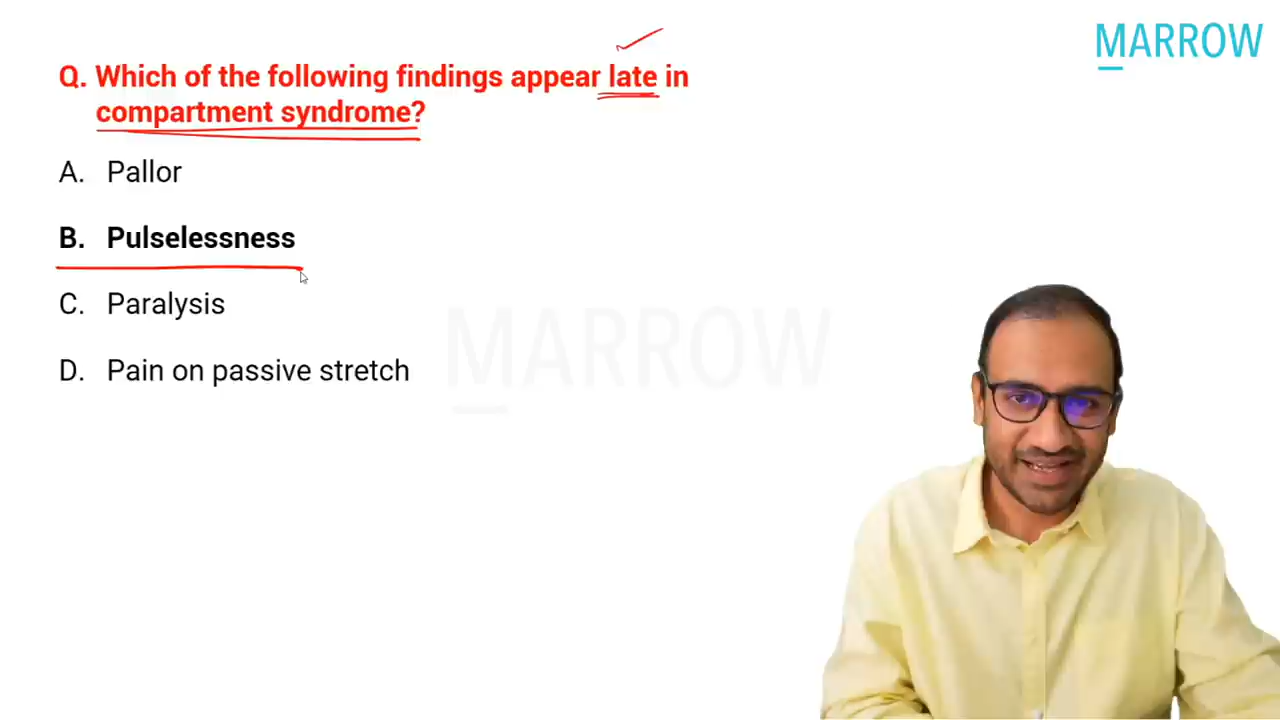 MARROW
Q. Which of the following findings appear late in
compartment syndrome?
A. Pallor
B. Pulselessness
C. Paralysis
D. Pain on passive stretch
MARROW